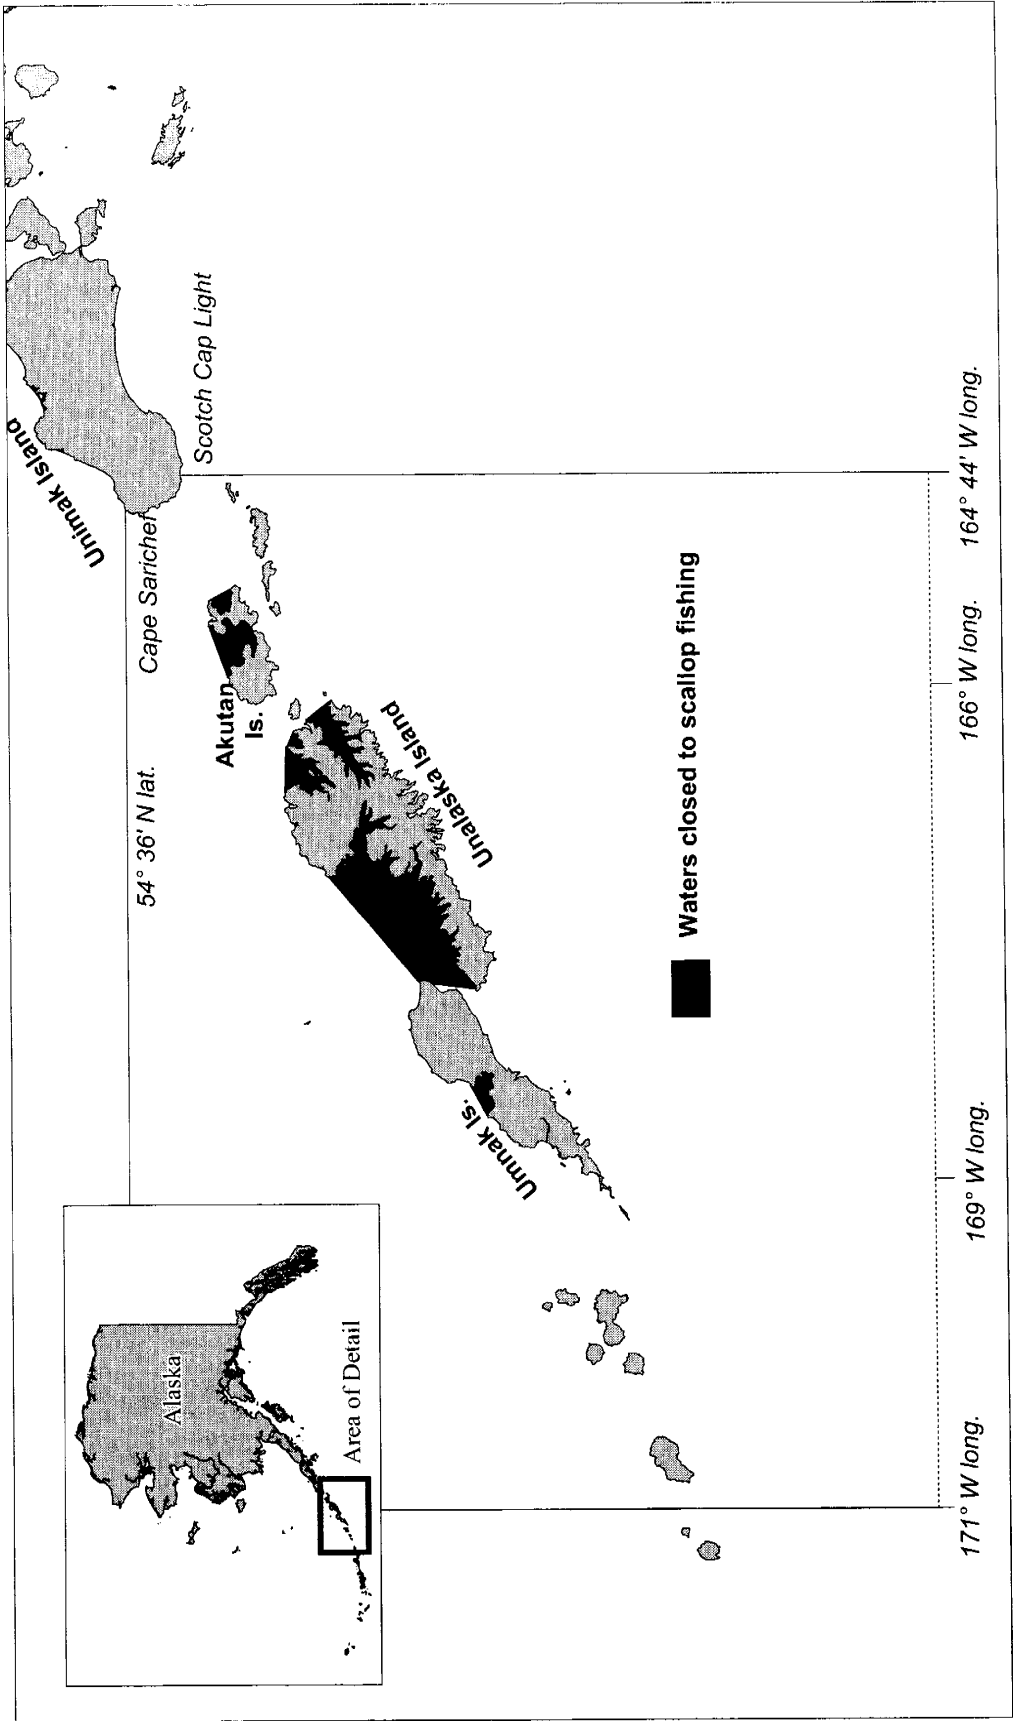 Alaska
Area of Detail
54° 36' N lat.
Cape Sarichef
Unimak Island
Scotch Cap Light
Akutan
Is.
Unalaska Island
Umnak Is.
Waters closed to scallop fishing
171° W long.
169° W long.
166° W long.
164° 44' W long.